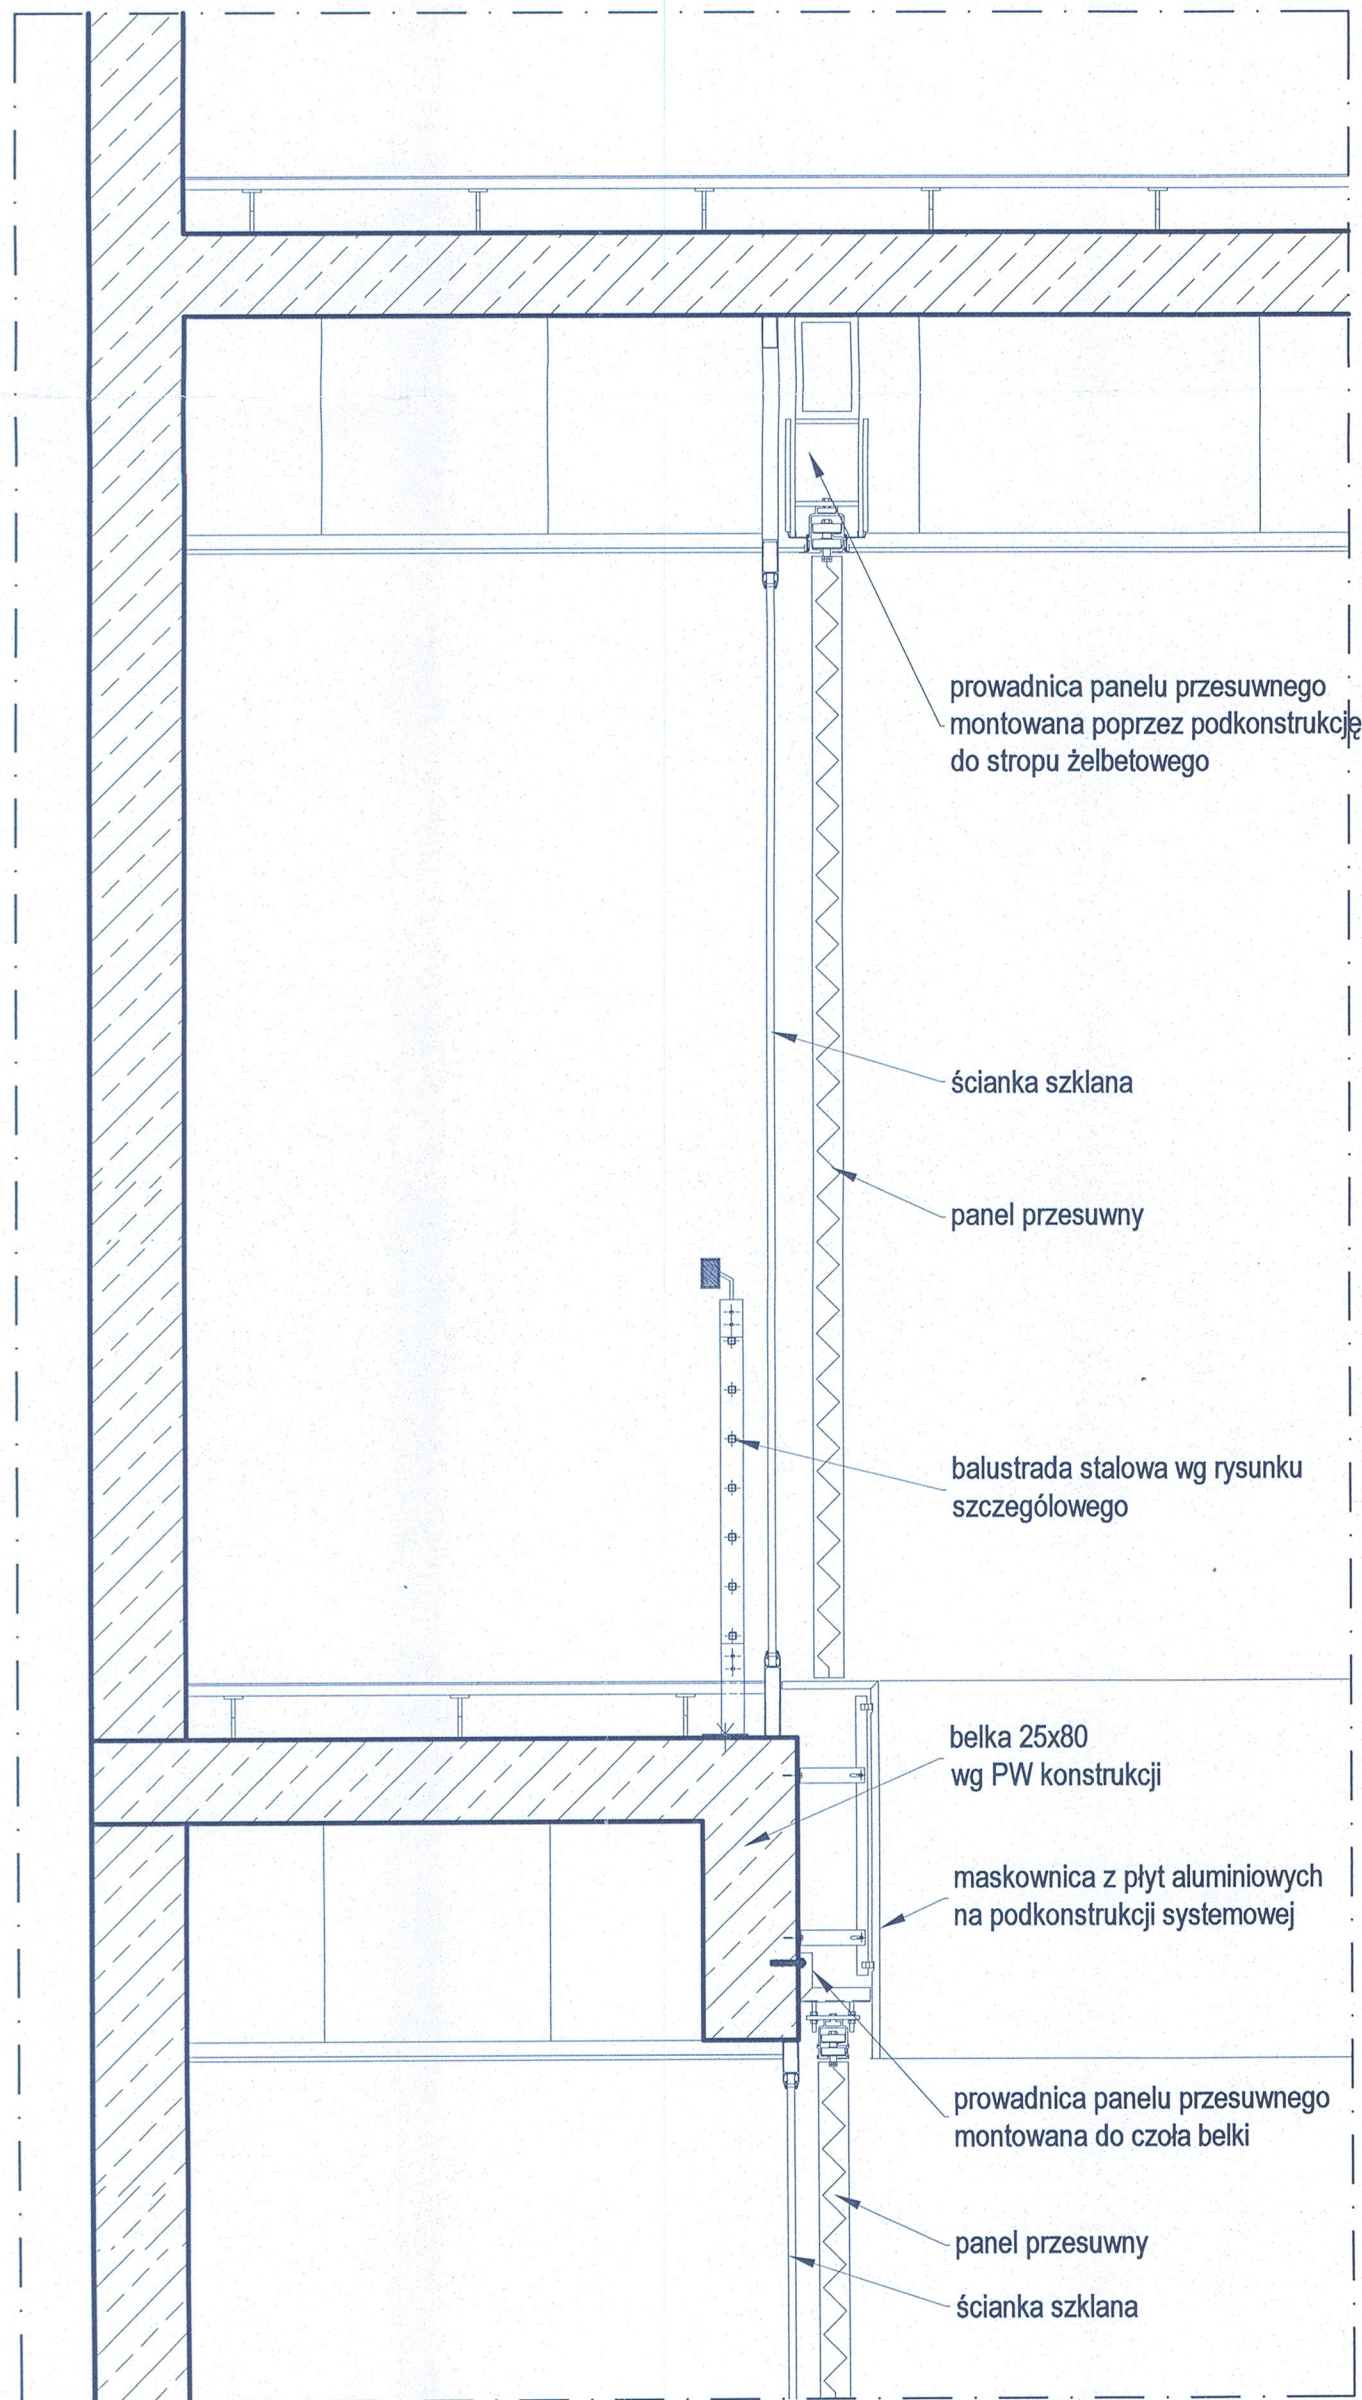 prowadnica panelu przesuwnego
montowana poprzez podkonstrukcję
do stropu żelbetowego
ścianka szklana
panel przesuwny
balustrada stalowa wg rysunku
szczególowego
belka 25x80
wg PW konstrukcji
maskownica z płyt aluminiowych
na podkonstrukcji systemowej
prowadnica panelu przesuwnego
montowana do czoła belki
panel przesuwny
ścianka szklana